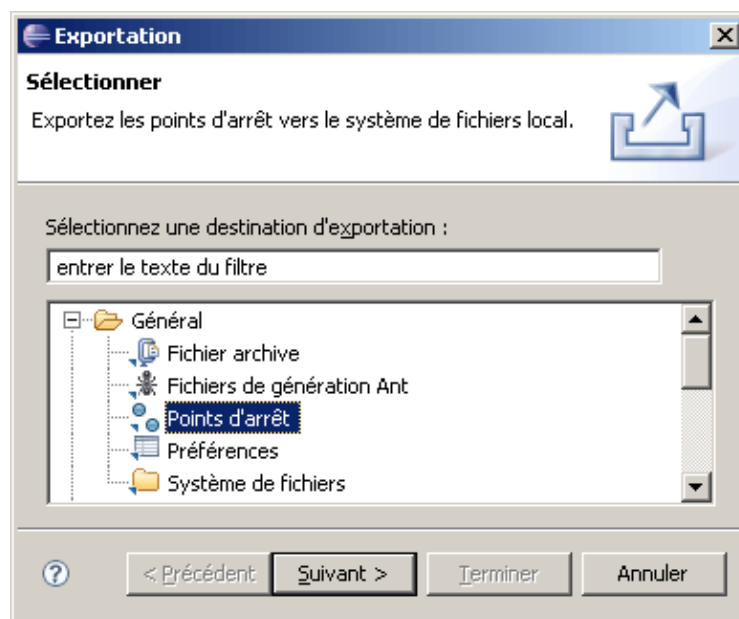 Exportation
Sélectionner
Exportez les points d'arrêt vers le système de fichiers local.
Sélectionnez une destination d'exportation :
entrer le texte du filtre
Général
Fichier archive
Fichiers de génération Ant
Points d'arrêt
Préférences
Système de fichiers
? < Précédent Suivant > Terminer Annuler